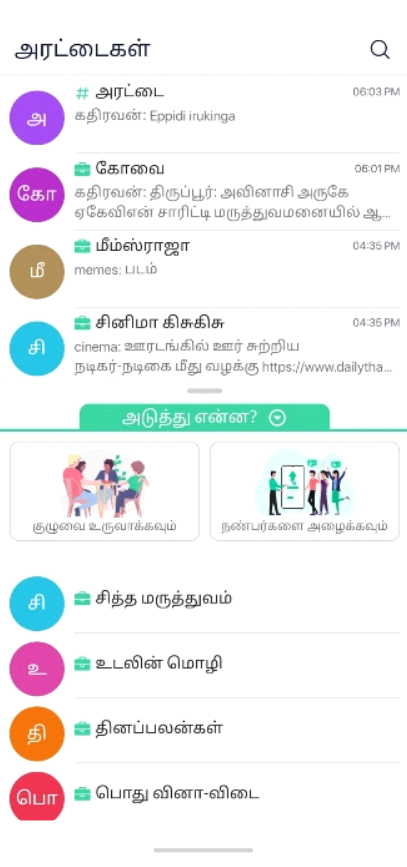 அரட்டைகள்
அ
# அரட்டை
06:03 PM
கதிரவன்: Eppidi irukinga
கோ
கோவை
06:01 PM
கதிரவன்: திருப்பூர்: அவினாசி அருகே
ஏகேவிஎன் சாரிட்டி மருத்துவமனையில் ஆ...
மீ
மீம்ஸ்ராஜா
04:35 PM
memes: படம்
சி
சினிமா கிசுகிசு
04:35 PM
cinema: ஊரடங்கில் ஊர் சுற்றிய
நடிகர்-நடிகை மீது வழக்கு https://www.dailytha...
அடுத்து என்ன?
குழுவை உருவாக்கவும்
நண்பர்களை அழைக்கவும்
சி
சித்த மருத்துவம்
உ
உடலின் மொழி
தி
தினப்பலன்கள்
பொ
பொது வினா-விடை